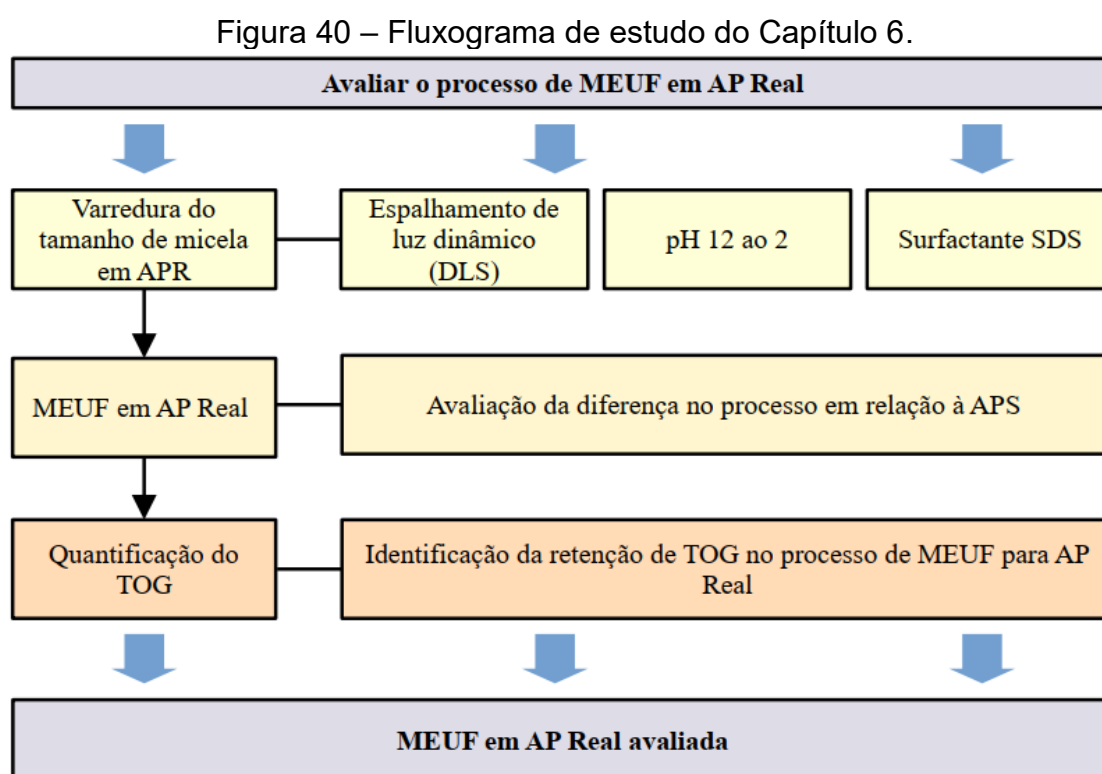 Figura 40 – Fluxograma de estudo do Capítulo 6.
Avaliar o processo de MEUF em AP Real
Varredura do
tamanho de micela
em APR
Espalhamento de
luz dinâmico
(DLS)
pH 12 ao 2
Surfactante SDS
MEUF em AP Real
Avaliação da diferença no processo em relação à APS
Quantificação do
TOG
Identificação da retenção de TOG no processo de MEUF para AP
Real
MEUF em AP Real avaliada